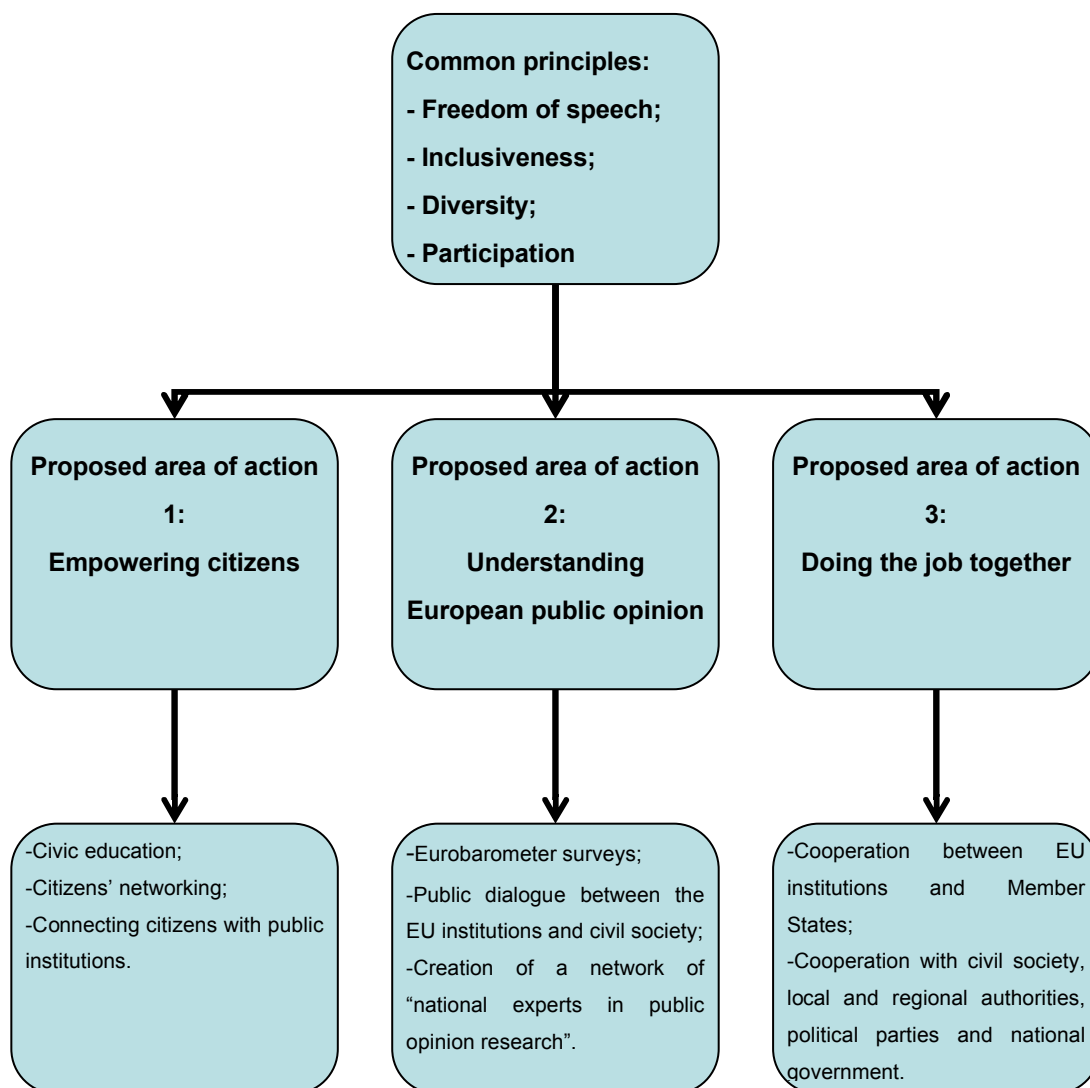 Common principles:
- Freedom of speech;
- Inclusiveness;
- Diversity;
- Participation
Proposed area of action
1:
Empowering citizens
Proposed area of action
2:
Understanding
European public opinion
Proposed area of action
3:
Doing the job together
-Civic education;
-Citizens’ networking;
-Connecting citizens with public
institutions.
-Eurobarometer surveys;
-Public dialogue between the
EU institutions and civil society;
-Creation of a network of
“national experts in public
opinion research”.
-Cooperation between EU
institutions and Member
States;
-Cooperation with civil society,
local and regional authorities,
political parties and national
government.